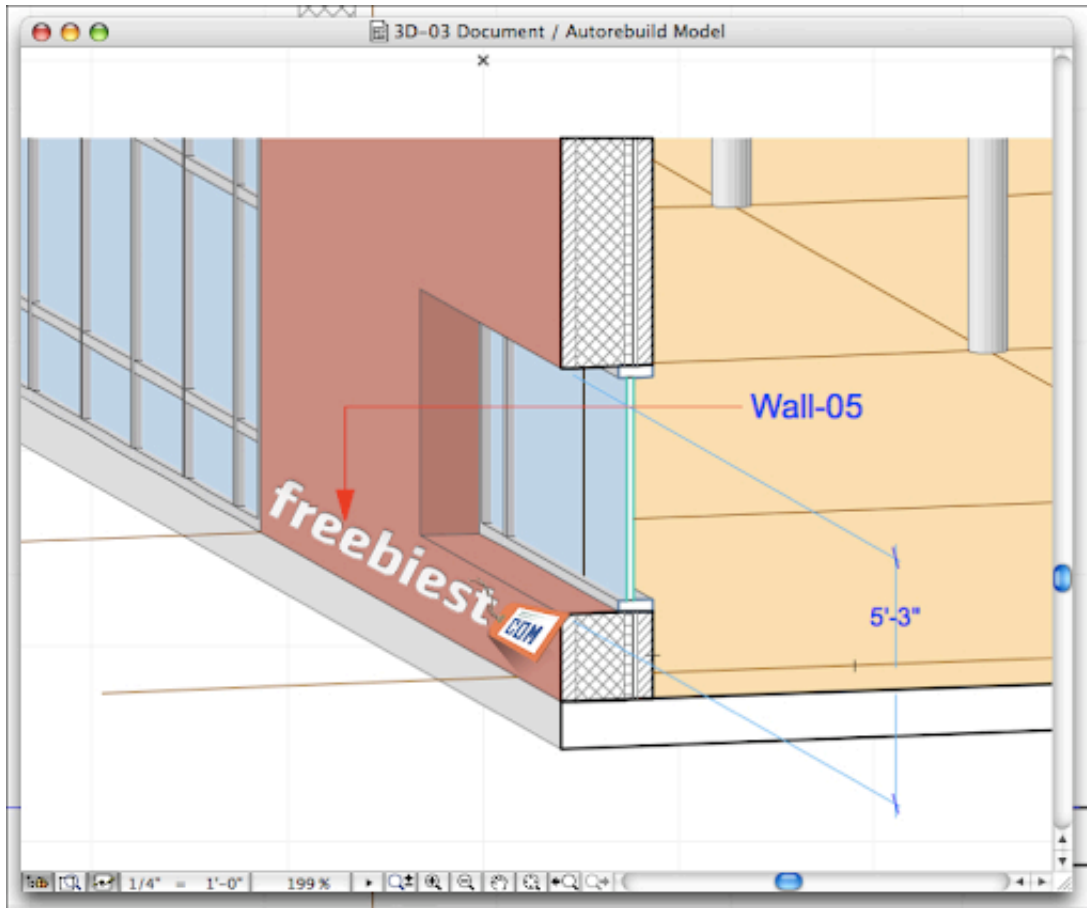 3D-03 Document / Autorebuild Model
Wall-05
freebiest
COM
5'-3"
1/4" = 1'-0" 199%